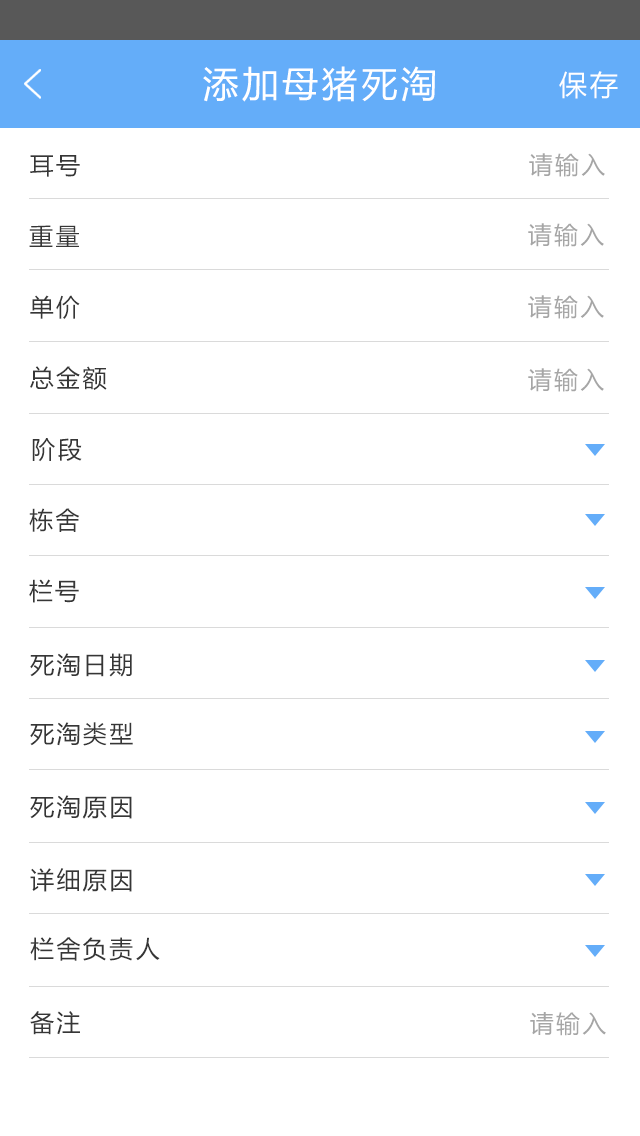 添加母猪死淘 保存
耳号 请输入
重量 请输入
单价 请输入
总金额 请输入
阶段
栋舍
栏号
死淘日期
死淘类型
死淘原因
详细原因
栏舍负责人
备注 请输入